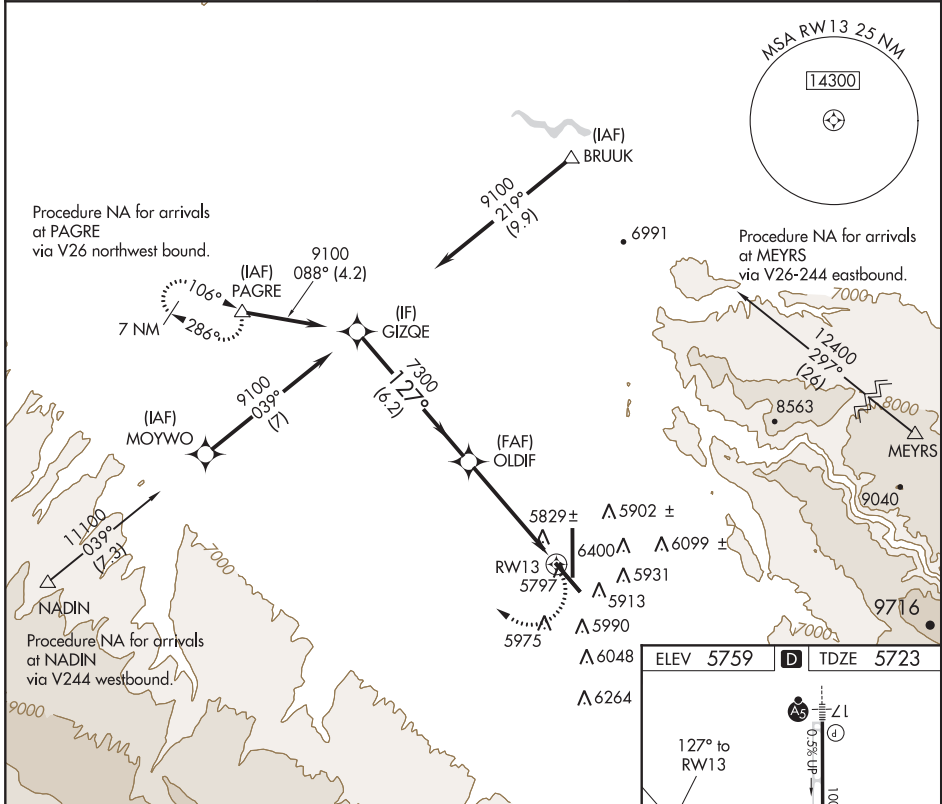 MSA RW13 25 NM
14300
(IAF)
BRUUK
9100
219°
(9.9)
6991
Procedure NA for arrivals
at PAGRE
via V26 northwest bound.
Procedure NA for arrivals
at MEYRS
via V26-244 eastbound.
9100
088° (4.2)
(IAF)
PAGRE
106°
286°
7 NM
(IF)
GIZQE
7000
12400
297°
(26)
7300
127°
(6.2)
9100
039°
(7)
(IAF)
MOYWO
8563
8000
MEYRS
(FAF)
OLDIF
9040
11100
039°
(7.3)
5829 ±
5902 ±
6400
6099 ±
7000
RW13
5797
5931
5913
NADIN
5975
5990
9716
7000
Procedure NA for arrivals
at NADIN
via V244 westbound.
6048
6264
9000
ELEV 5759
D
TDZE 5723
A5
17
P
127° to
RW13
0.5% UP
100